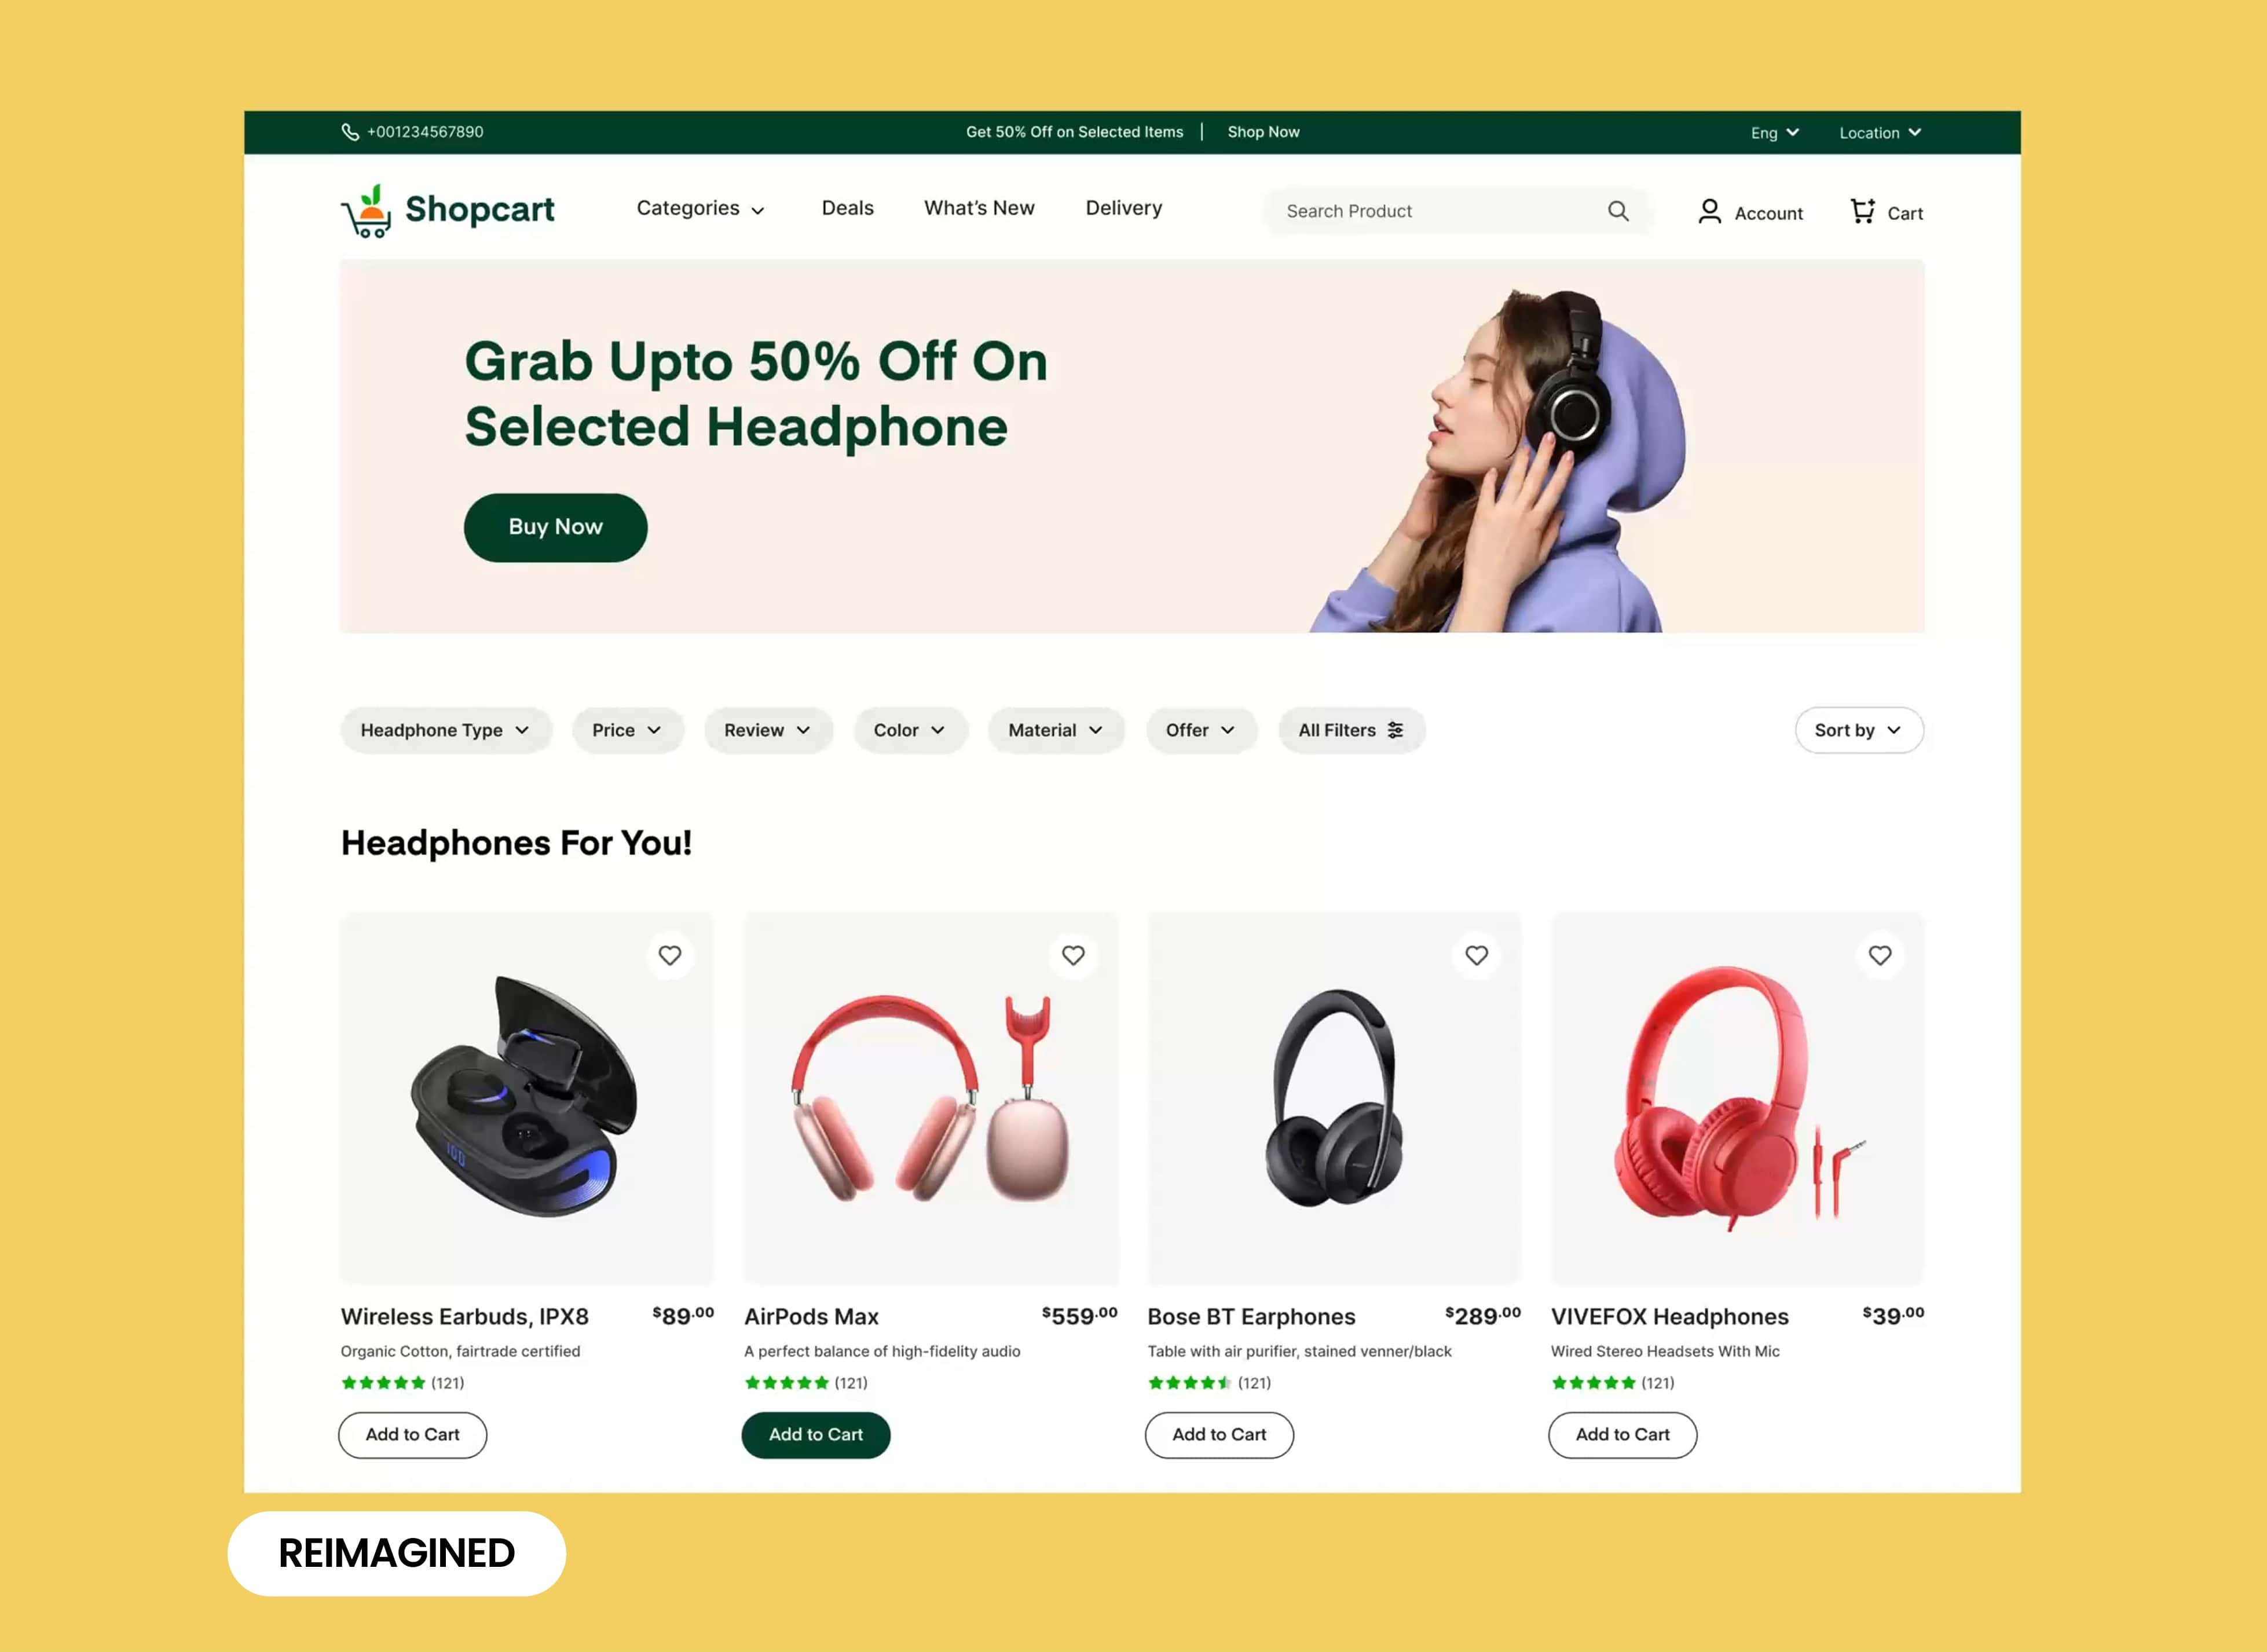 +001234567890
Get 50% Off on Selected Items | Shop Now
Eng
Location
Shopcart
Categories
Deals
What's New
Delivery
Search Product
Account
Cart
Grab Upto 50% Off On
Selected Headphone
Buy Now
Headphone Type
Price
Review
Color
Material
Offer
All Filters
Sort by
Headphones For You!
100
Wireless Earbuds, IPX8
$89.00
Organic Cotton, fairtrade certified
(121)
Add to Cart
AirPods Max
$559.00
A perfect balance of high-fidelity audio
(121)
Add to Cart
Bose BT Earphones
$289.00
Table with air purifier, stained venner/black
(121)
Add to Cart
VIVEFOX Headphones
$39.00
Wired Stereo Headsets With Mic
(121)
Add to Cart
REIMAGINED